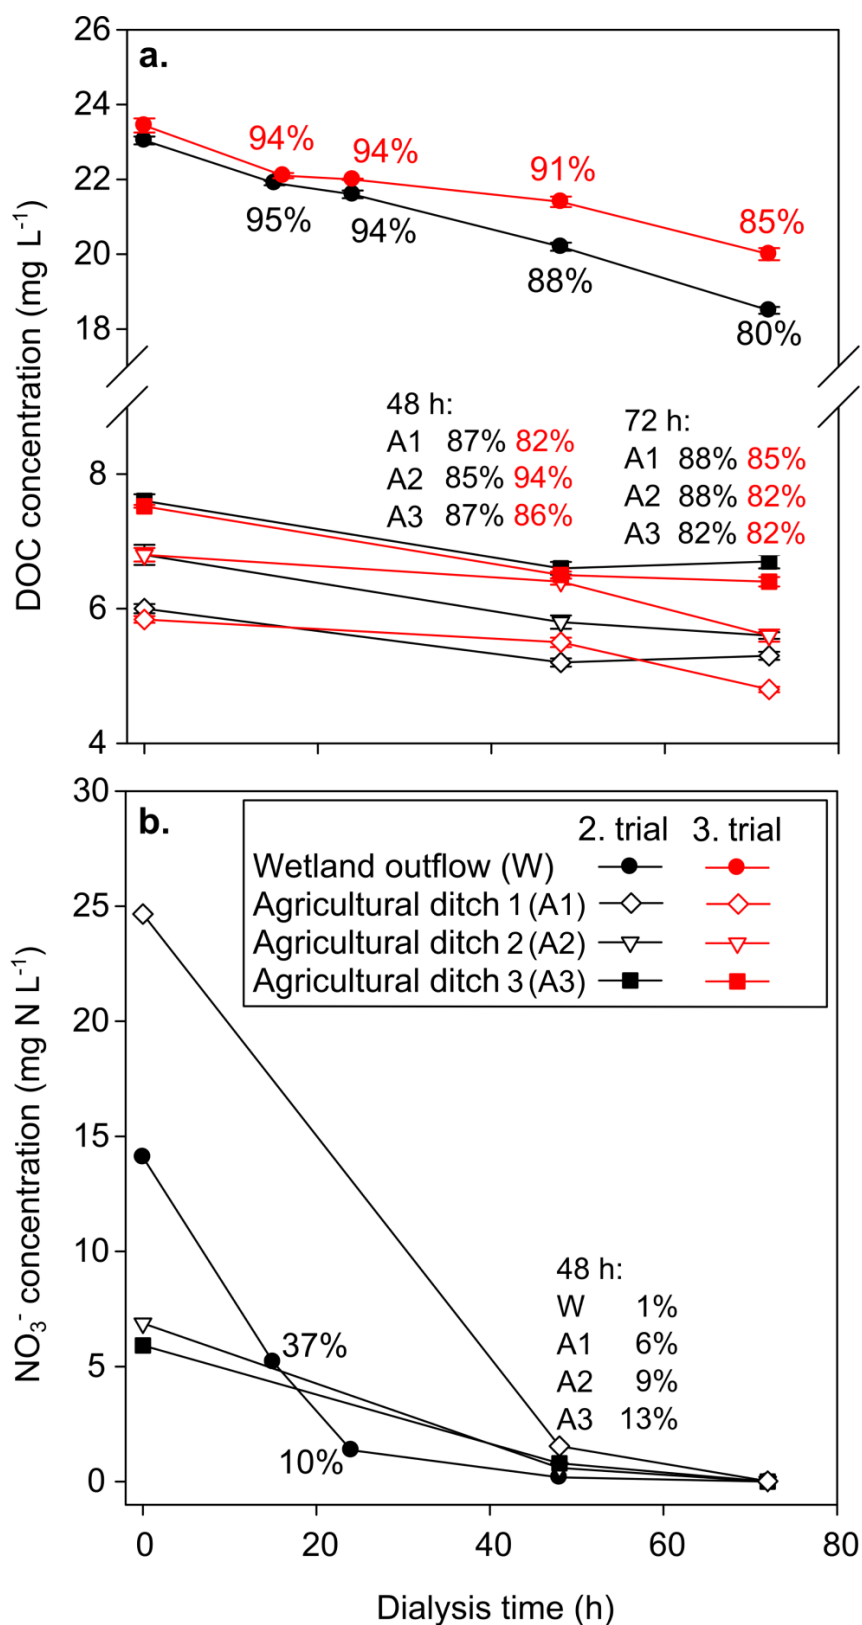 26
a.
24
94%
94%
22
91%
95%
94%
85%
20
88%
18
80%
DOC concentration (mg L⁻¹)
48 h:
A1 87% 82%
A2 85% 94%
A3 87% 86%
72 h:
A1 88% 85%
A2 88% 82%
A3 82% 82%
8
6
4
30
b.
2. trial 3. trial
Wetland outflow (W)
Agricultural ditch 1 (A1)
Agricultural ditch 2 (A2)
Agricultural ditch 3 (A3)
25
20
15
10
5
0
NO₃⁻ concentration (mg N L⁻¹)
37%
10%
48 h:
W 1%
A1 6%
A2 9%
A3 13%
0 20 40 60 80
Dialysis time (h)